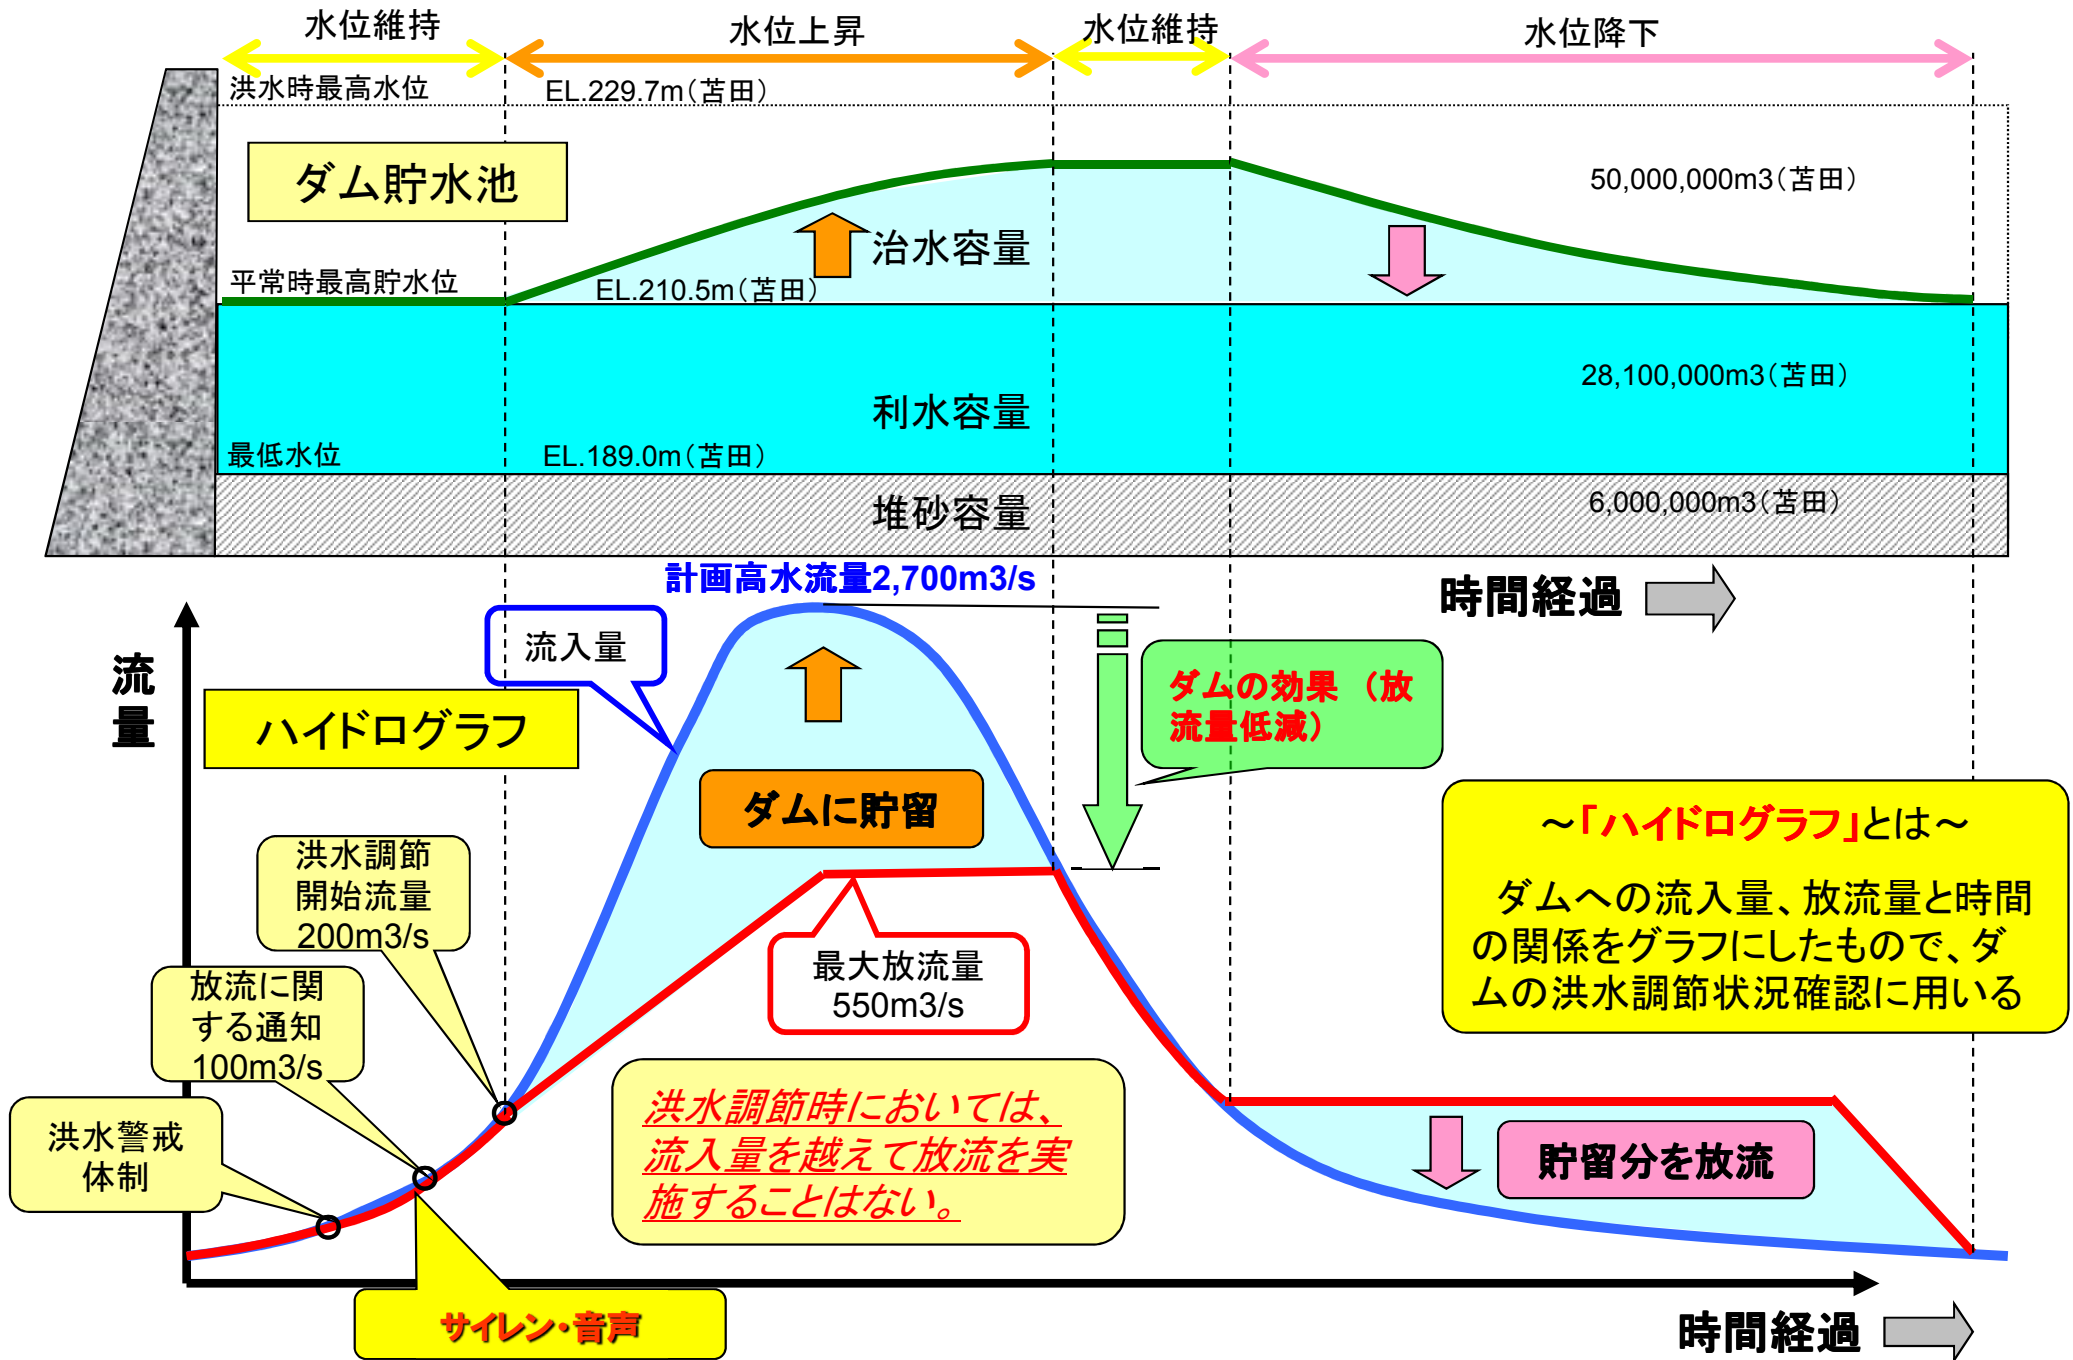 水位維持
水位上昇
水位維持
水位降下
洪水時最高水位
EL.229.7m（苫田）
ダム貯水池
50,000,000m3（苫田）
治水容量
平常時最高貯水位
EL.210.5m（苫田）
28,100,000m3（苫田）
利水容量
最低水位
EL.189.0m（苫田）
堆砂容量
6,000,000m3（苫田）
計画高水流量2,700m3/s
時間経過
流
量
流入量
ハイドログラフ
ダムの効果 （放
流量低減）
ダムに貯留
～「ハイドログラフ」とは～
ダムへの流入量、放流量と時間
の関係をグラフにしたもので、ダ
ムの洪水調節状況確認に用いる
洪水調節
開始流量
200m3/s
最大放流量
550m3/s
放流に関
する通知
100m3/s
洪水調節時においては、
流入量を越えて放流を実
施することはない。
洪水警戒
体制
貯留分を放流
サイレン・音声
時間経過